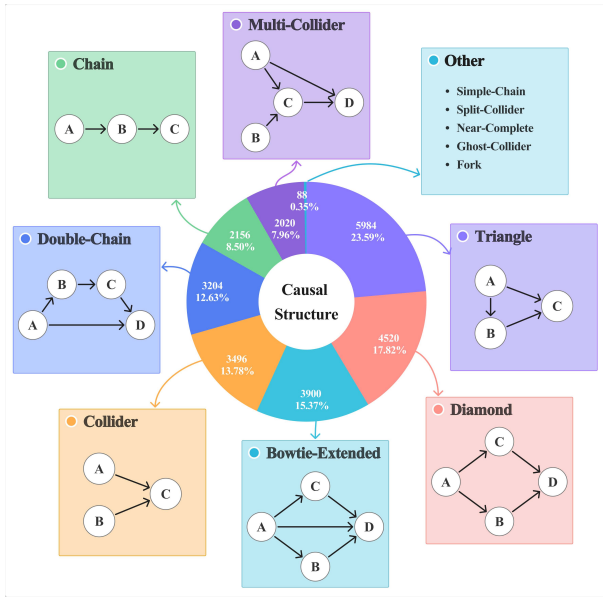 Multi-Collider
A
C
D
B
Other
• Simple-Chain
• Split-Collider
• Near-Complete
• Ghost-Collider
• Fork
Chain
A
B
C
88
0.35%
2020
7.96%
5984
23.59%
2156
8.50%
Double-Chain
B
C
A
D
3204
12.63%
Causal
Structure
Triangle
A
C
B
4520
17.82%
3496
13.78%
3900
15.37%
Collider
A
C
B
Bowtie-Extended
C
A
D
B
Diamond
C
A
D
B